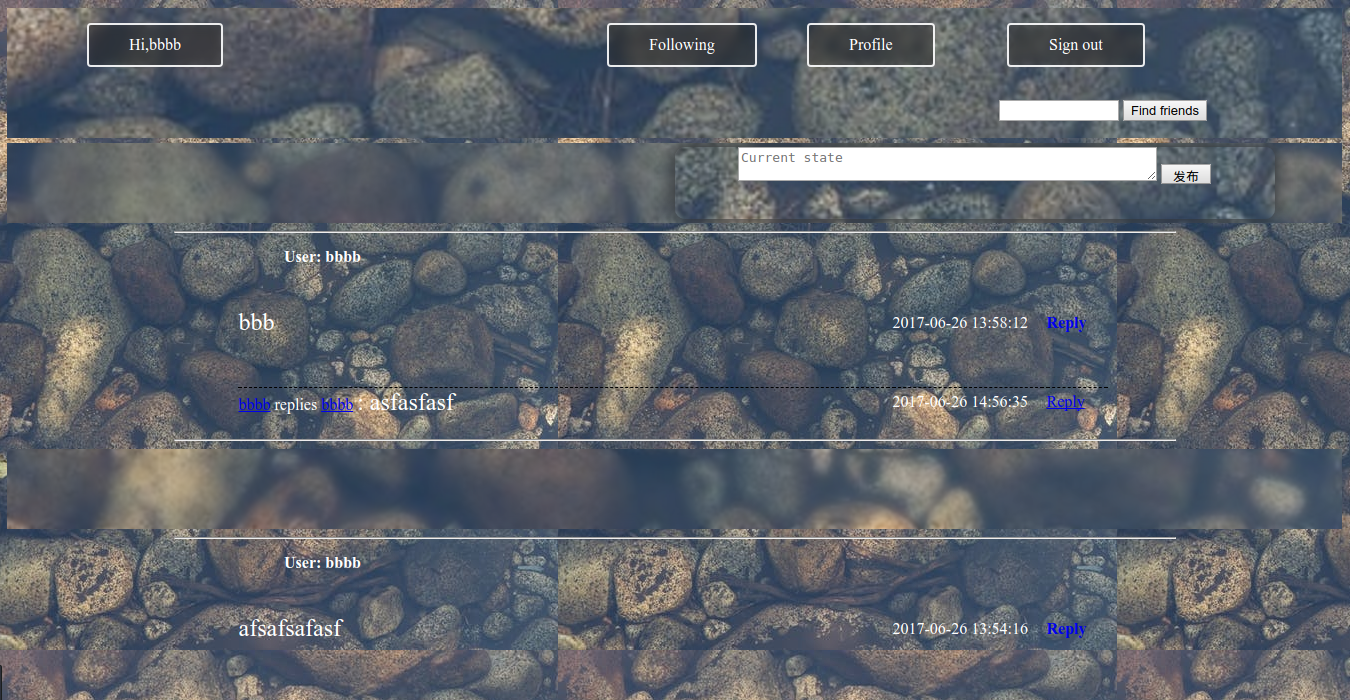 Hi,bbbb Following Profile Sign out
Find friends
Current state 发布
User: bbbb
bbb 2017-06-26 13:58:12 Reply
bbbb replies bbbb : asfasfasf 2017-06-26 14:56:35 Reply
User: bbbb
afsafsafasf 2017-06-26 13:54:16 Reply